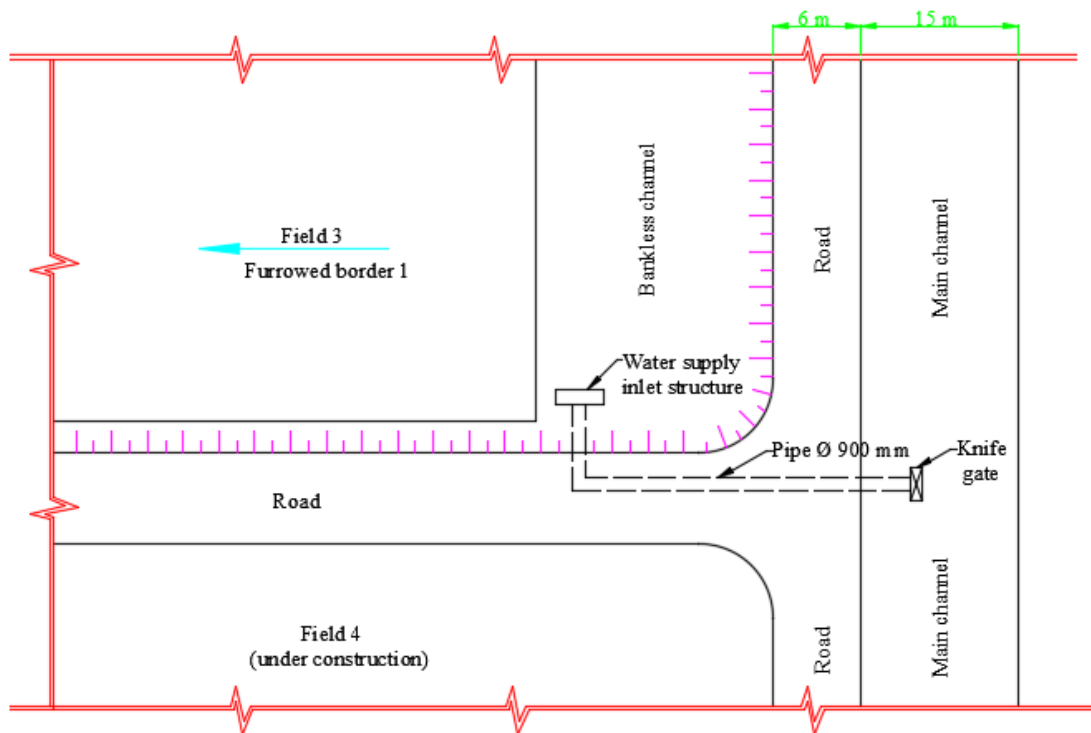 6 m
15 m
Field 3
Furrowed border 1
Bankless channel
Road
Main channel
Water supply
inlet structure
Pipe Ø 900 mm
Knife
gate
Road
Field 4
(under construction)
Road
Main channel